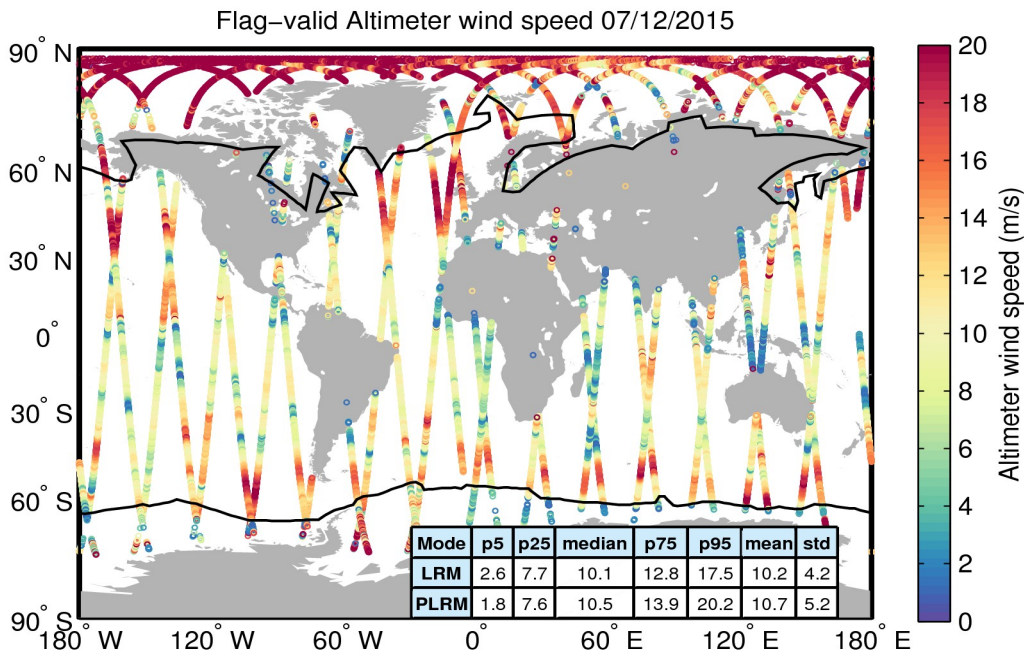 Flag−valid Altimeter wind speed 07/12/2015
90° N
60° N
30° N
0°
30° S
60° S
90° S
180° W
120° W
60° W
0°
60° E
120° E
180° E
Mode p5 p25 median p75 p95 mean std
LRM 2.6 7.7 10.1 12.8 17.5 10.2 4.2
PLRM 1.8 7.6 10.5 13.9 20.2 10.7 5.2
20
18
16
14
12
10
8
6
4
2
0
Altimeter wind speed (m/s)